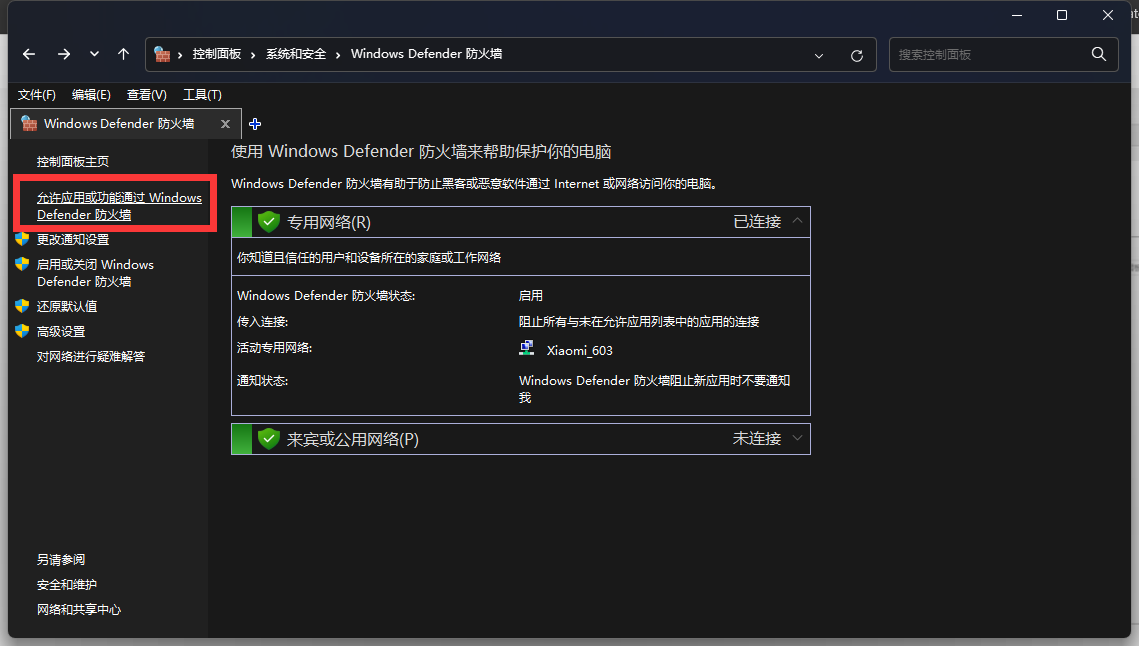 控制面板 › 系统和安全 › Windows Defender 防火墙
搜索控制面板
文件(F) 编辑(E) 查看(V) 工具(T)
Windows Defender 防火墙
控制面板主页
允许应用或功能通过 Windows
Defender 防火墙
更改通知设置
启用或关闭 Windows
Defender 防火墙
还原默认值
高级设置
对网络进行疑难解答
另请参阅
安全和维护
网络和共享中心
使用 Windows Defender 防火墙来帮助保护你的电脑
Windows Defender 防火墙有助于防止黑客或恶意软件通过 Internet 或网络访问你的电脑。
专用网络(R) 已连接
你知道且信任的用户和设备所在的家庭或工作网络
Windows Defender 防火墙状态: 启用
传入连接: 阻止所有与未在允许应用列表中的应用的连接
活动专用网络: Xiaomi_603
通知状态: Windows Defender 防火墙阻止新应用时不要通知
我
来宾或公用网络(P) 未连接